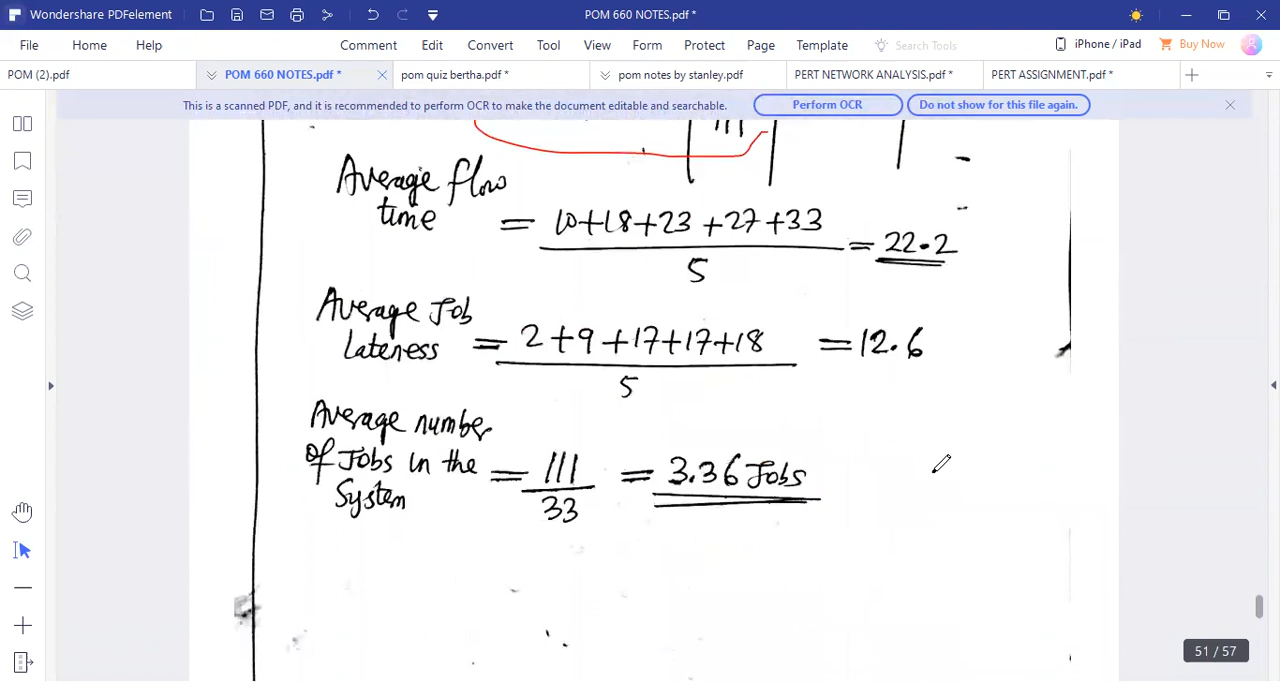 Wondershare PDFelement
POM 660 NOTES.pdf *
File Home Help Comment Edit Convert Tool View Form Protect Page Template Search Tools iPhone / iPad Buy Now
POM (2).pdf POM 660 NOTES.pdf * pom quiz bertha.pdf * pom notes by stanley.pdf PERT NETWORK ANALYSIS.pdf * PERT ASSIGNMENT.pdf *
This is a scanned PDF, and it is recommended to perform OCR to make the document editable and searchable. Perform OCR Do not show for this file again.
111
Average flow
time = 10+18+23+27+33 = 22.2
5
Average Job
lateness = 2+9+17+17+18 = 12.6
5
Average number
of Jobs in the = 111 = 3.36 Jobs
System 33
51 / 57